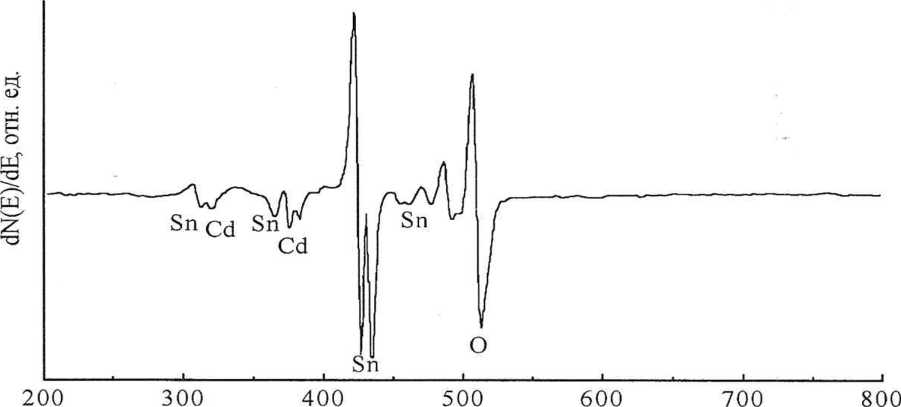 dN(E)/dE, отн. ед.
Sn Cd Sn Cd Sn Sn O
200 300 400 500 600 700 800